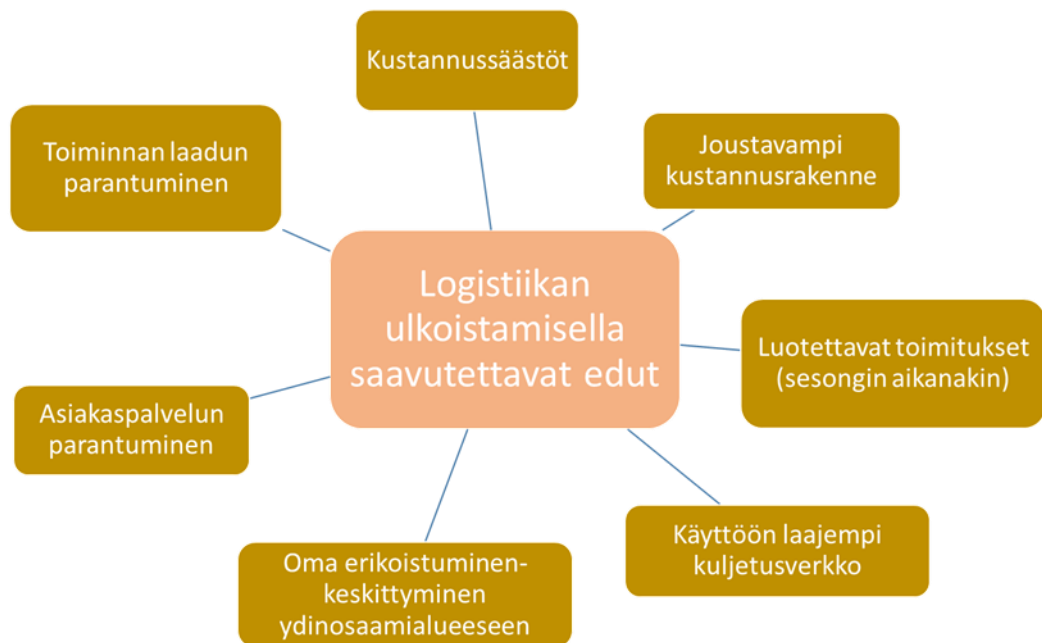 Kustannussäästöt
Toiminnan laadun
parantuminen
Joustavampi
kustannusrakenne
Logistiikan
ulkoistamisella
saavutettavat edut
Luotettavat toimitukset
(sesongin aikanakin)
Asiakaspalvelun
parantuminen
Käyttöön laajempi
kuljetusverkko
Oma erikoistuminen-
keskittyminen
ydinosaamialueeseen